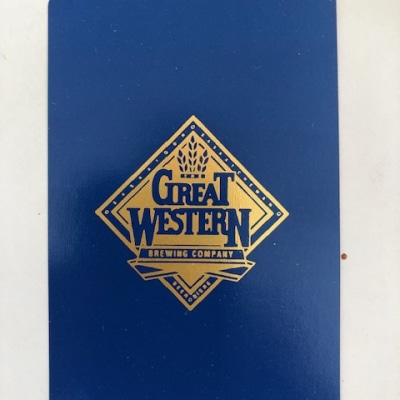 THE
GREAT
WESTERN
BREWING COMPANY